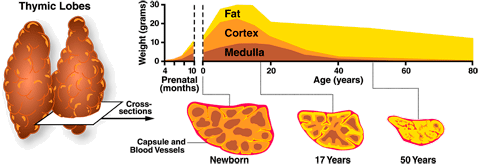 Thymic Lobes
Cross-
sections
Capsule and
Blood Vessels
Weight (grams)
30
20
10
0
Fat
Cortex
Medulla
4 10 0 20 40 60 80
Prenatal
(months)
Age (years)
Newborn
17 Years
50 Years